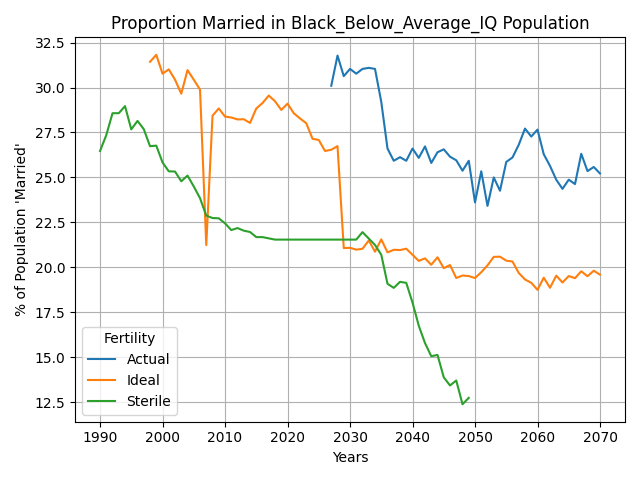 Proportion Married in Black_Below_Average_IQ Population
% of Population 'Married'
32.5
30.0
27.5
25.0
22.5
20.0
17.5
15.0
12.5
Fertility
Actual
Ideal
Sterile
1990 2000 2010 2020 2030 2040 2050 2060 2070
Years